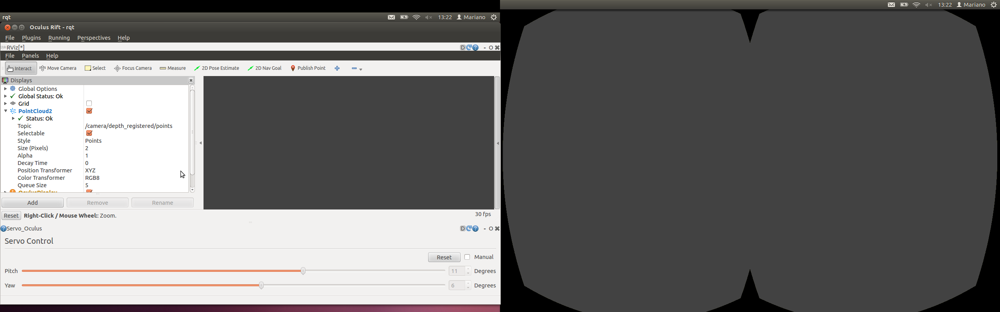 13:22 Mariano
rqt 13:22 Mariano
Oculus Rift - rqt
File Plugins Running Perspectives Help
RViz[*] D ? - O
File Panels Help
Interact Move Camera Select Focus Camera Measure 2D Pose Estimate 2D Nav Goal Publish Point
Displays
Global Options
Global Status: Ok
Grid
PointCloud2
Status: Ok
Topic /camera/depth_registered/points
Selectable
Style Points
Size (Pixels) 2
Alpha 1
Decay Time 0
Position Transformer XYZ
Color Transformer RGB8
Queue Size 5
OculusDisplay
Add Remove Rename
Reset Right-Click / Mouse Wheel:: Zoom. 30 fps
?Servo_Oculus D ? - O
Servo Control
Reset Manual
Pitch 11 Degrees
Yaw 6 Degrees